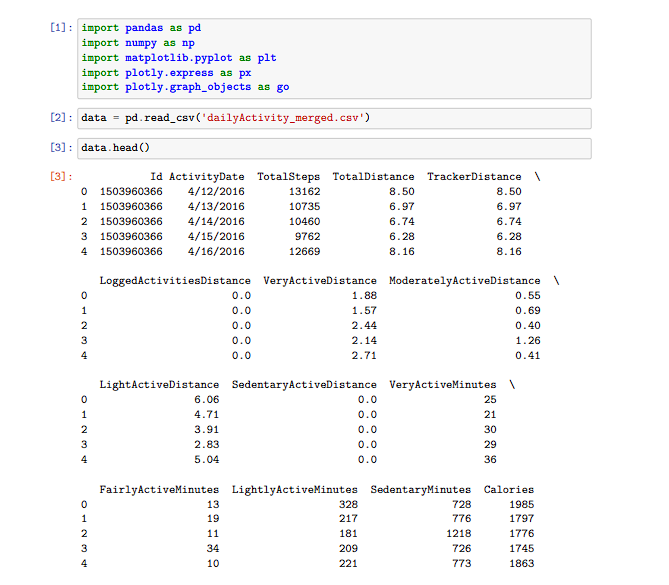 [1]: import pandas as pd
import numpy as np
import matplotlib.pyplot as plt
import plotly.express as px
import plotly.graph_objects as go
[2]: data = pd.read_csv('dailyActivity_merged.csv')
[3]: data.head()
[3]: Id ActivityDate TotalSteps TotalDistance TrackerDistance \
0 1503960366 4/12/2016 13162 8.50 8.50
1 1503960366 4/13/2016 10735 6.97 6.97
2 1503960366 4/14/2016 10460 6.74 6.74
3 1503960366 4/15/2016 9762 6.28 6.28
4 1503960366 4/16/2016 12669 8.16 8.16
LoggedActivitiesDistance VeryActiveDistance ModeratelyActiveDistance \
0 0.0 1.88 0.55
1 0.0 1.57 0.69
2 0.0 2.44 0.40
3 0.0 2.14 1.26
4 0.0 2.71 0.41
LightActiveDistance SedentaryActiveDistance VeryActiveMinutes \
0 6.06 0.0 25
1 4.71 0.0 21
2 3.91 0.0 30
3 2.83 0.0 29
4 5.04 0.0 36
FairlyActiveMinutes LightlyActiveMinutes SedentaryMinutes Calories
0 13 328 728 1985
1 19 217 776 1797
2 11 181 1218 1776
3 34 209 726 1745
4 10 221 773 1863